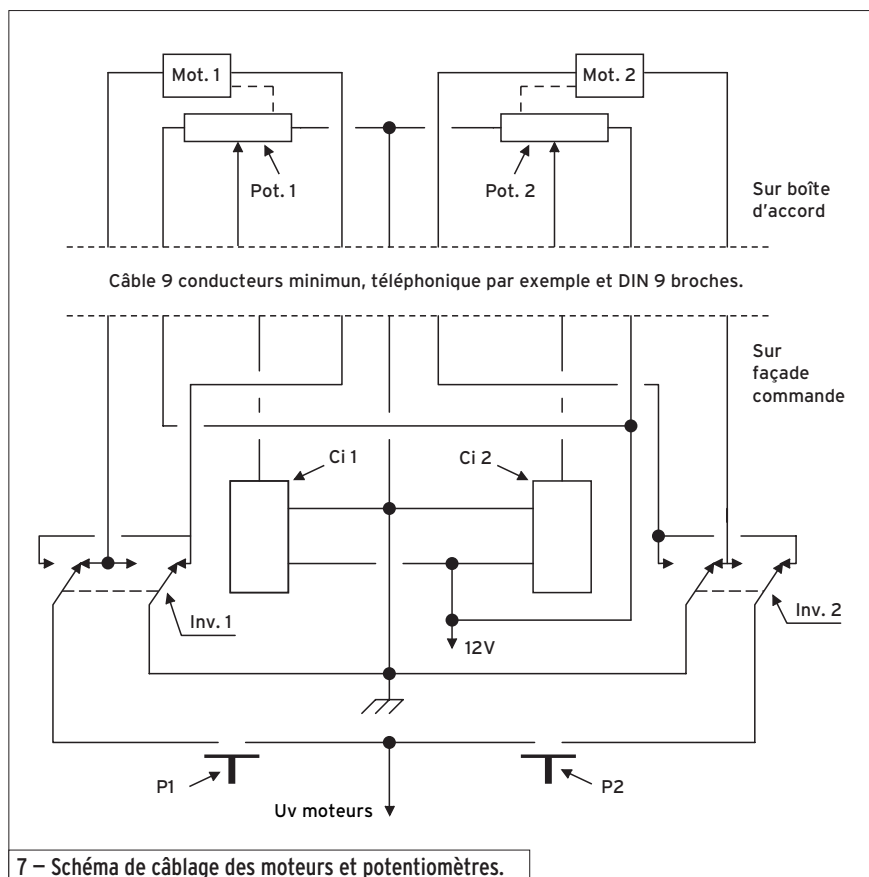 Mot. 1
Mot. 2
Pot. 1
Pot. 2
Sur boîte
d'accord
Câble 9 conducteurs minimun, téléphonique par exemple et DIN 9 broches.
Sur
façade
commande
Ci 1
Ci 2
Inv. 1
Inv. 2
12V
P1
P2
Uv moteurs
7 – Schéma de câblage des moteurs et potentiomètres.